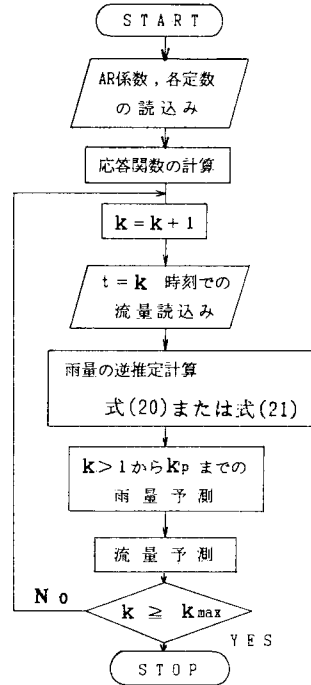 START
AR係数,各定数
の読込み
応答関数の計算
k=k+1
t=k 時刻での
流量読込み
雨量の逆推定計算
式(20)または式(21)
k>1からkpまでの
雨量予測
流量予測
No
k ≧ kmax
YES
STOP